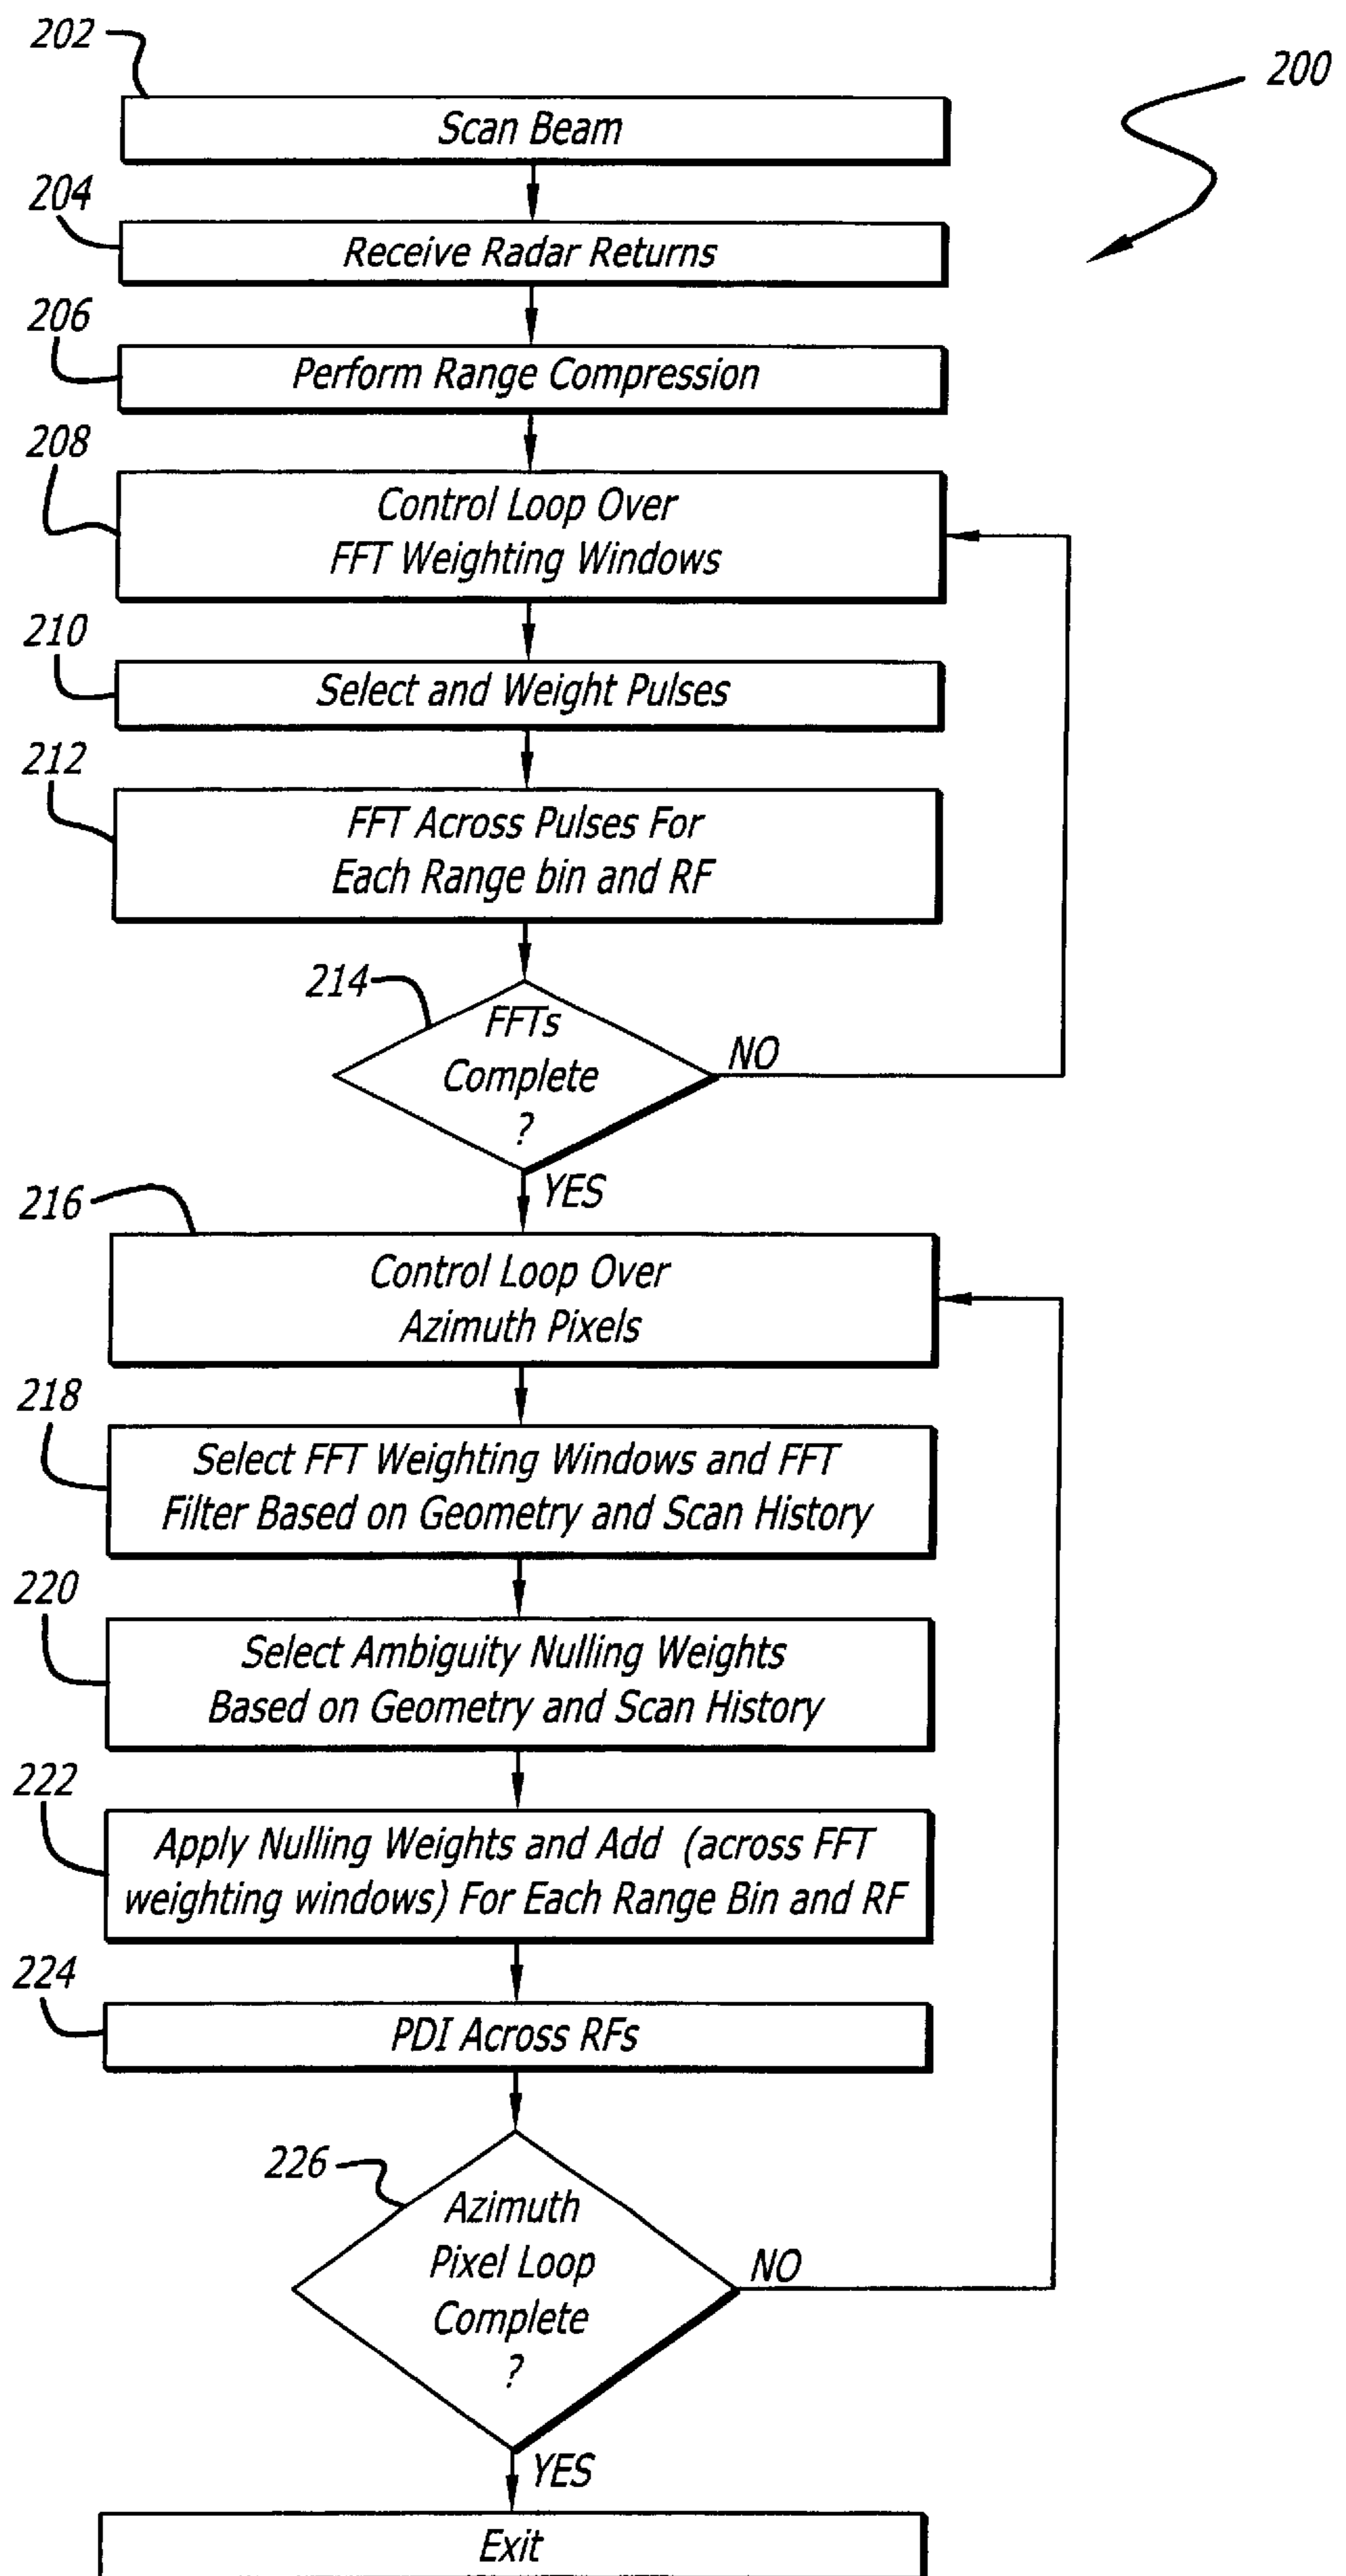 202
200
Scan Beam
204
Receive Radar Returns
206
Perform Range Compression
208
Control Loop Over
FFT Weighting Windows
210
Select and Weight Pulses
212
FFT Across Pulses For
Each Range bin and RF
214
FFTs
Complete
?
NO
YES
216
Control Loop Over
Azimuth Pixels
218
Select FFT Weighting Windows and FFT
Filter Based on Geometry and Scan History
220
Select Ambiguity Nulling Weights
Based on Geometry and Scan History
222
Apply Nulling Weights and Add (across FFT
weighting windows) For Each Range Bin and RF
224
PDI Across RFs
226
Azimuth
Pixel Loop
Complete
?
NO
YES
Exit